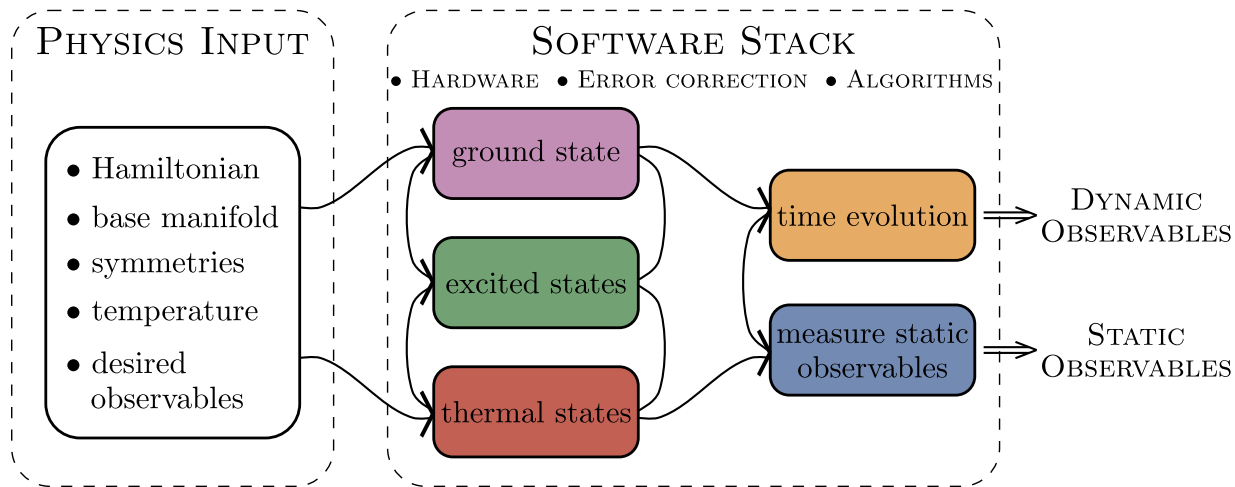 PHYSICS INPUT
• Hamiltonian
• base manifold
• symmetries
• temperature
• desired
observables
SOFTWARE STACK
• HARDWARE • ERROR CORRECTION • ALGORITHMS
ground state
excited states
thermal states
time evolution
measure static
observables
DYNAMIC
OBSERVABLES
STATIC
OBSERVABLES